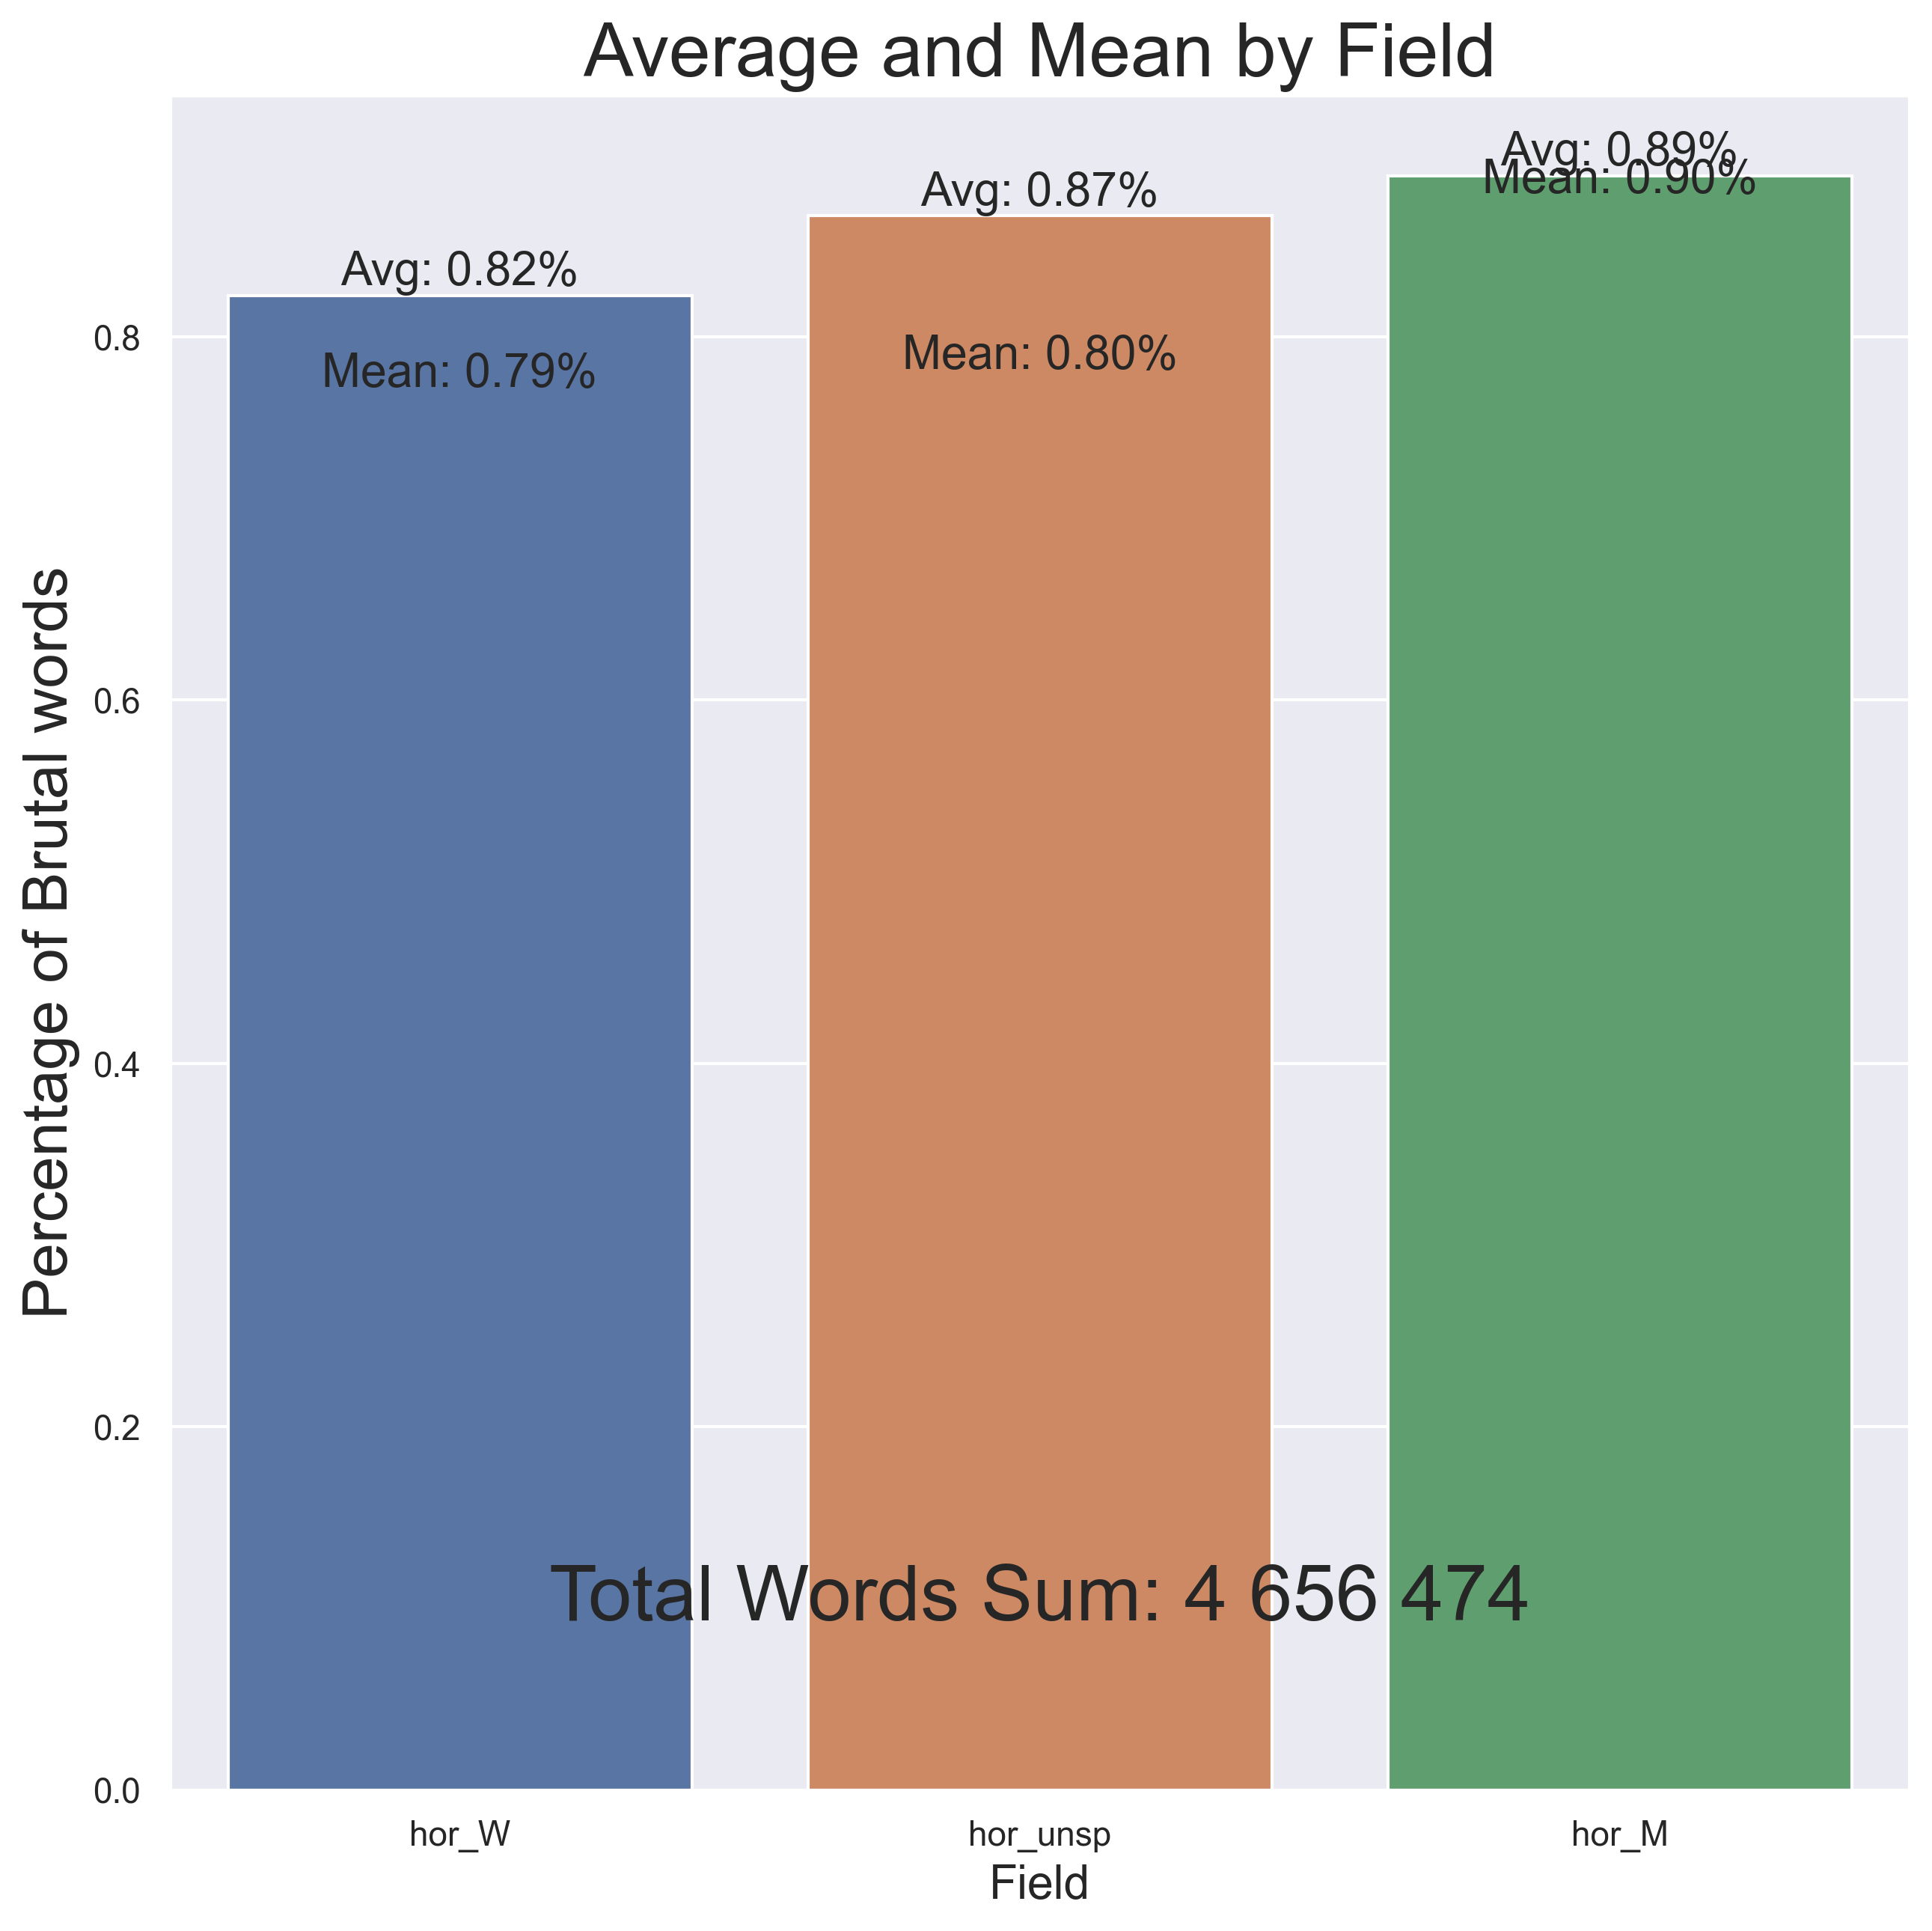 Average and Mean by Field
Avg: 0.89%
Mean: 0.90%
Avg: 0.87%
Avg: 0.82%
Mean: 0.80%
Mean: 0.79%
0.8
0.6
0.4
0.2
0.0
Percentage of Brutal words
Total Words Sum: 4 656 474
hor_W hor_unsp hor_M
Field